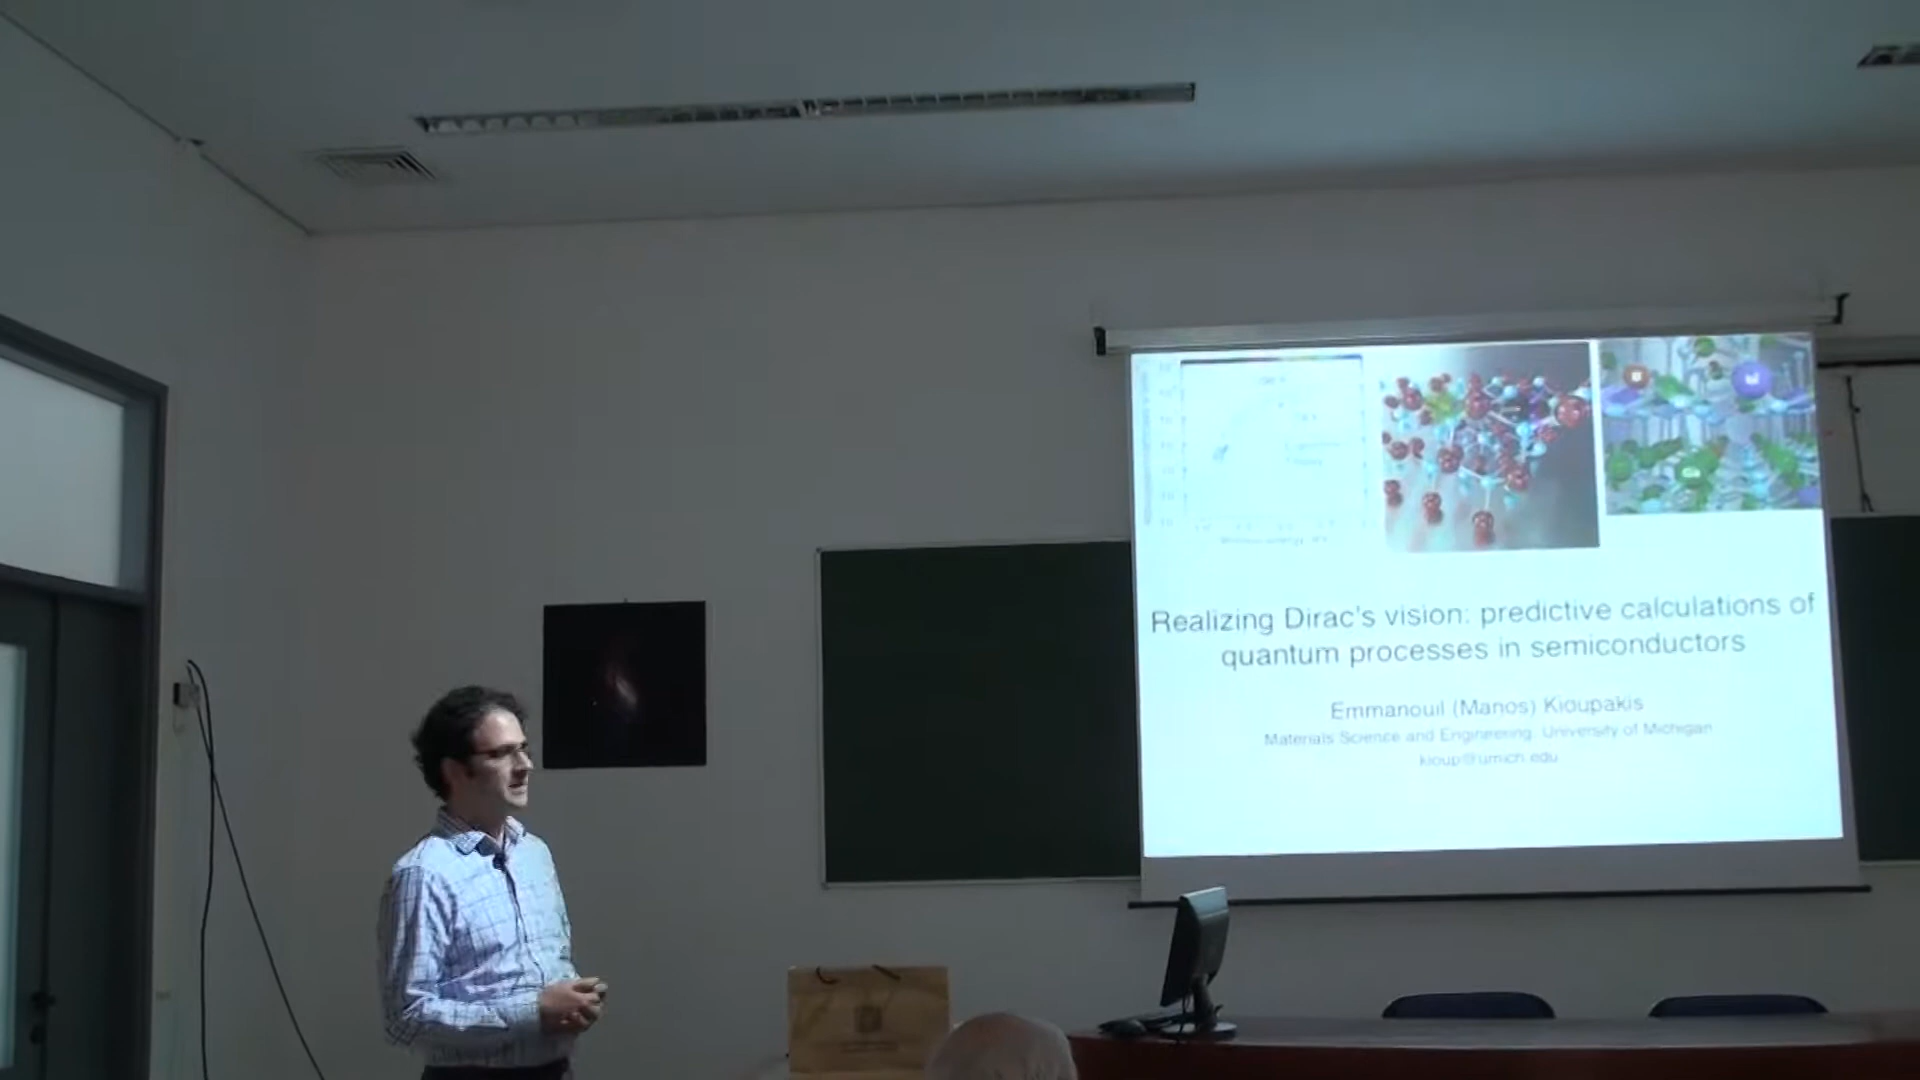 Realizing Dirac's vision: predictive calculations of
quantum processes in semiconductors
Emmanouil (Manos) Kioupakis
Materials Science and Engineering, University of Michigan
kioup@umich.edu